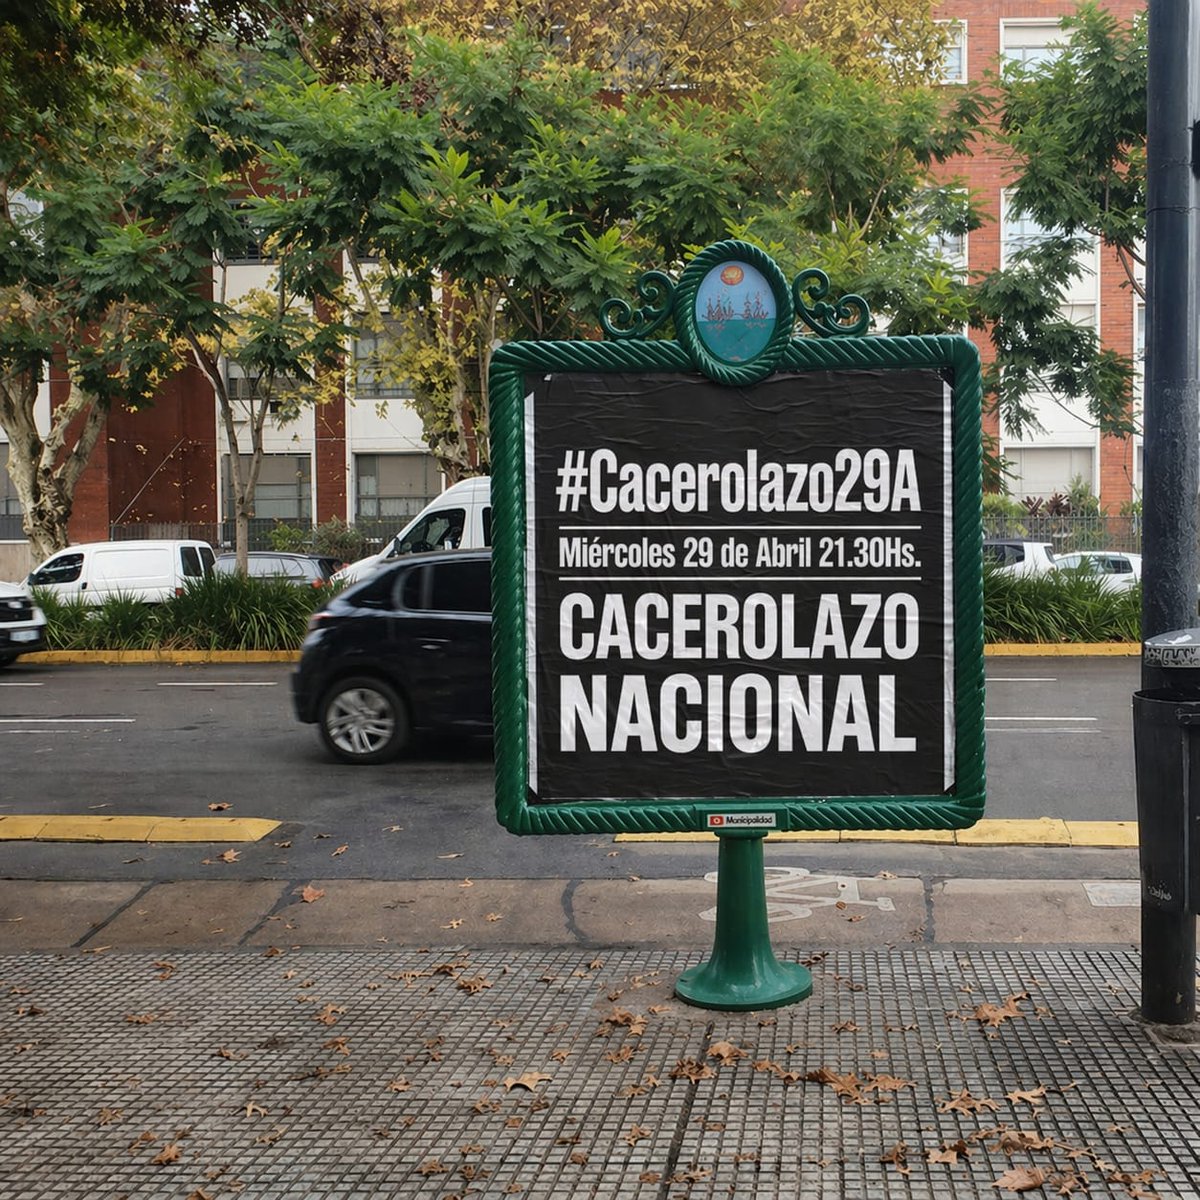 #Cacerolazo29A
Miércoles 29 de Abril 21.30Hs.
CACEROLAZO
NACIONAL
Municipalidad